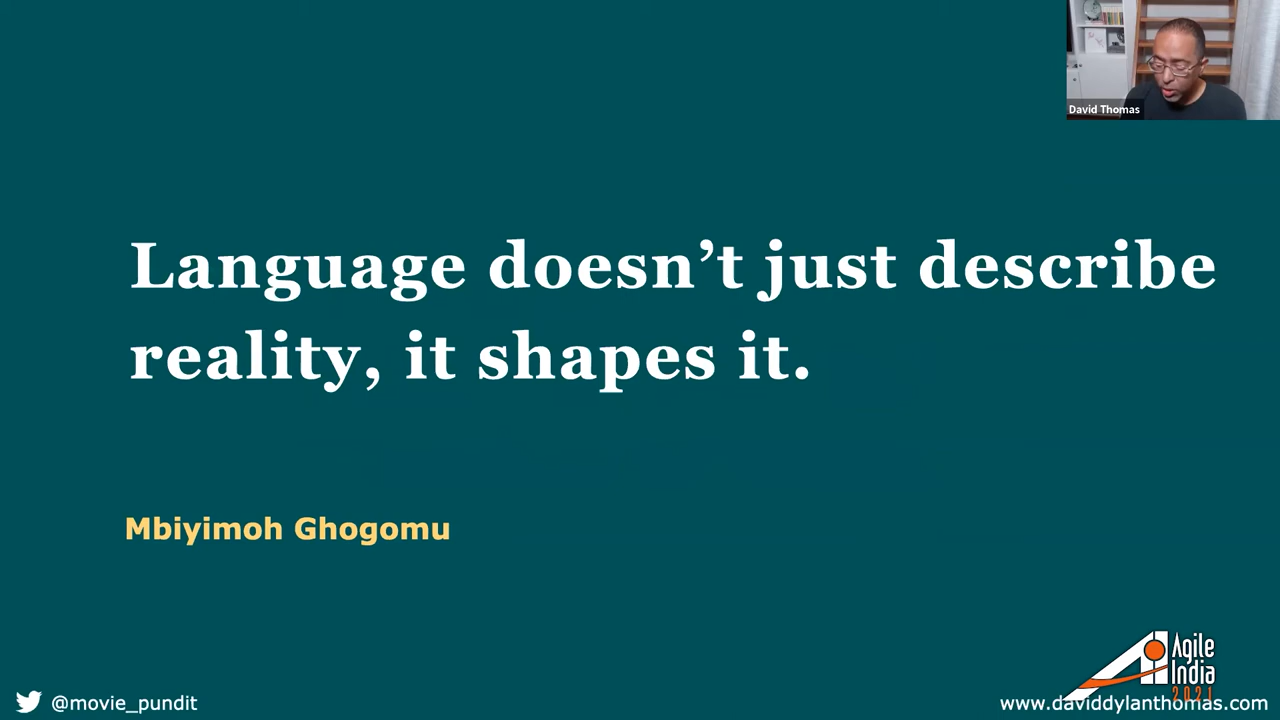 David Thomas
Language doesn’t just describe
reality, it shapes it.
Mbiyimoh Ghogomu
Agile
India
2021
@movie_pundit
www.daviddylanthomas.com